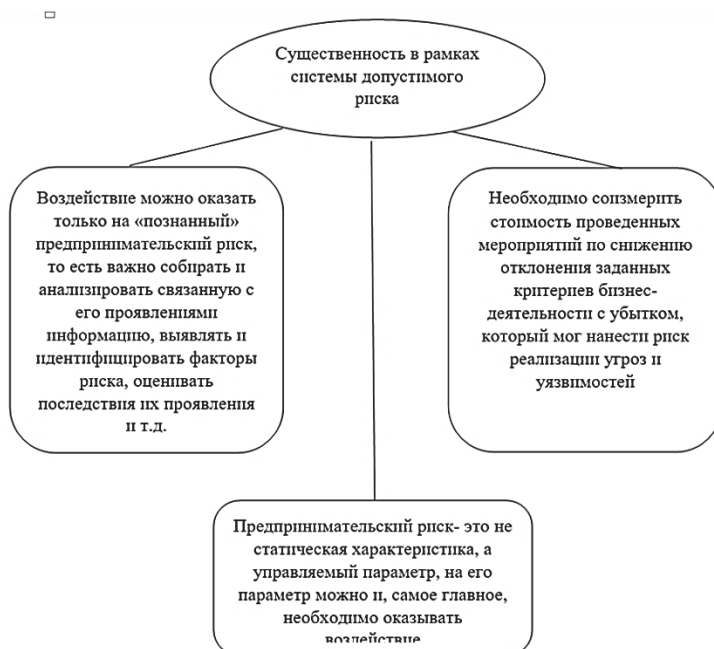 Существенность в рамках
системы допустимого
риска
Воздействие можно оказать
только на «познанный»
предпринимательский риск,
то есть важно собирать и
анализировать связанную с
его проявлениями
информацию, выявлять и
идентифицировать факторы
риска, оценивать
последствия их проявления
и т.д.
Необходимо соизмерить
стоимость проведенных
мероприятий по снижению
отклонения заданных
критериев бизнес-
деятельности с убытком,
который мог нанести риск
реализации угроз и
уязвимостей
Предпринимательский риск- это не
статическая характеристика, а
управляемый параметр, на его
параметр можно и, самое главное,
необходимо оказывать
воздействие